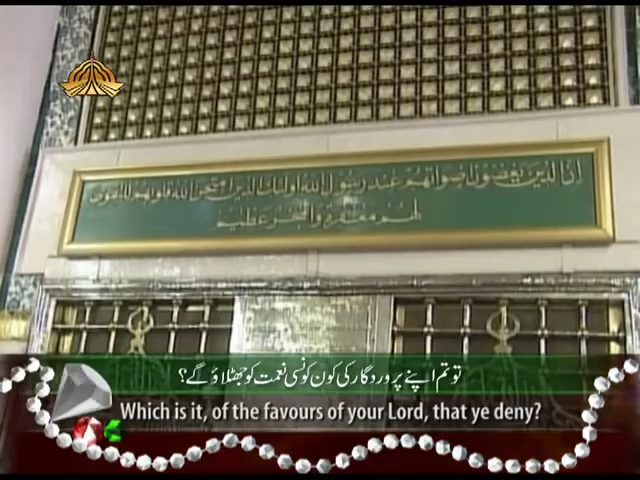 ان الذين يغضون اصواتهم عند رسول الله اولئك الذين امتحن الله قلوبهم للتقوى
لهم مغفرة واجر عظيم
تو تم اپنے پروردگار کی کون کونسی نعمت کو جھٹلاؤ گے؟
Which is it, of the favours of your Lord, that ye deny?